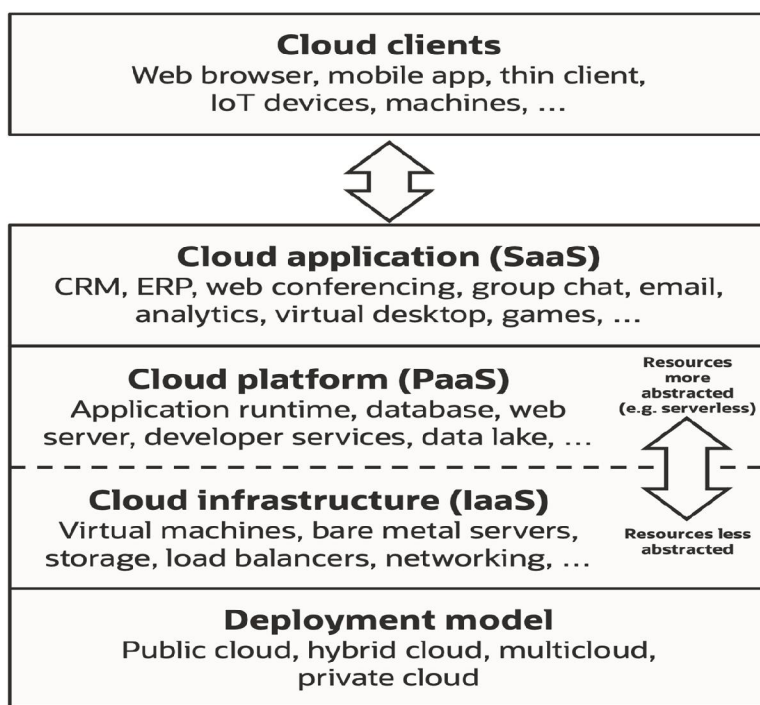 Cloud clients
Web browser, mobile app, thin client,
IoT devices, machines, ...
Cloud application (SaaS)
CRM, ERP, web conferencing, group chat, email,
analytics, virtual desktop, games, ...
Cloud platform (PaaS)
Application runtime, database, web
server, developer services, data lake, ...
Resources
more
abstracted
(e.g. serverless)
Cloud infrastructure (IaaS)
Virtual machines, bare metal servers,
storage, load balancers, networking, ...
Resources less
abstracted
Deployment model
Public cloud, hybrid cloud, multicloud,
private cloud